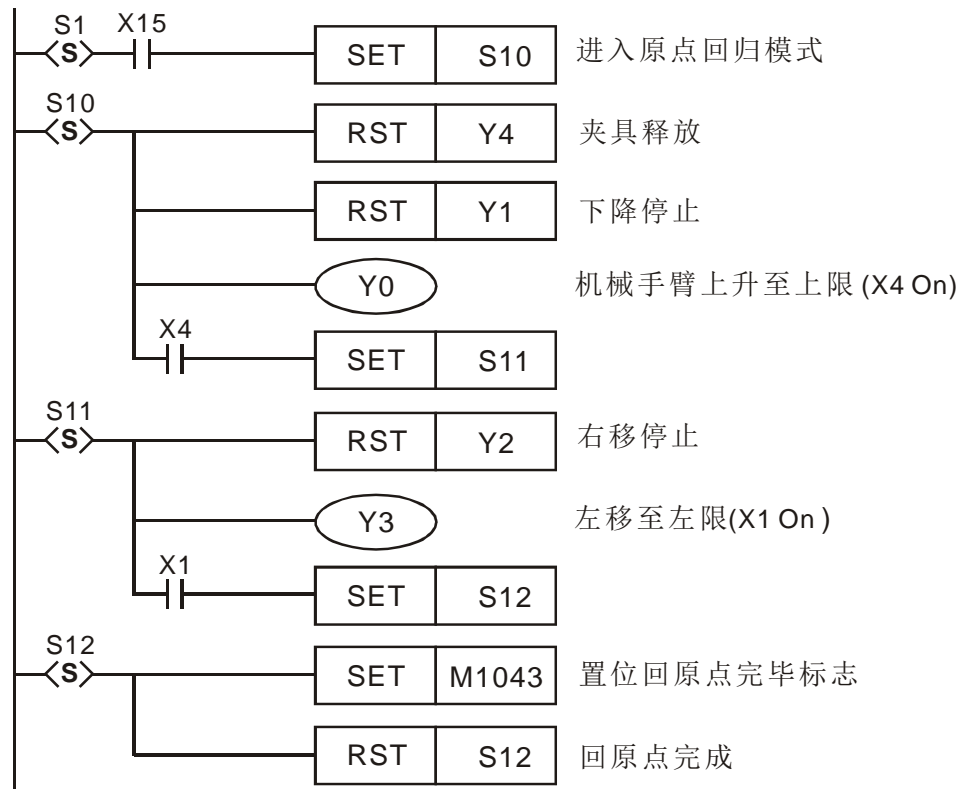 S1 X15
S SET S10 进入原点回归模式
S10
S RST Y4 夹具释放
RST Y1 下降停止
Y0 机械手臂上升至上限 (X4 On)
X4
SET S11
S11
S RST Y2 右移停止
Y3 左移至左限(X1 On )
X1
SET S12
S12
S SET M1043 置位回原点完毕标志
RST S12 回原点完成